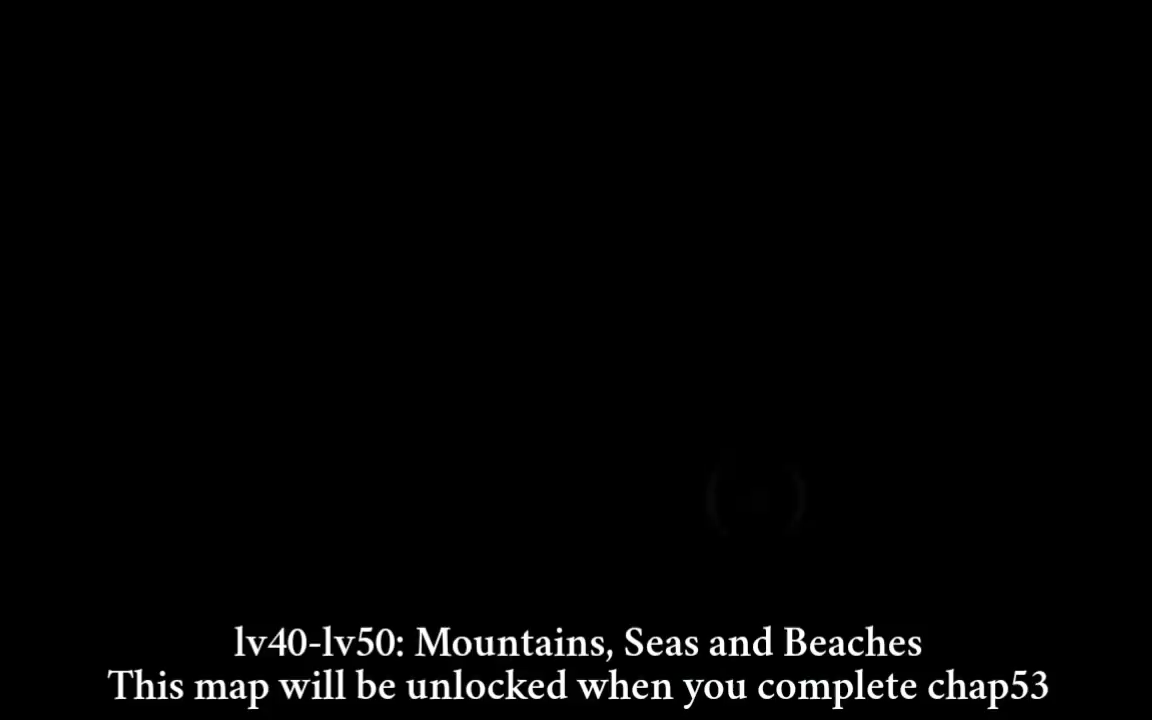 lv40-lv50: Mountains, Seas and Beaches
This map will be unlocked when you complete chap53